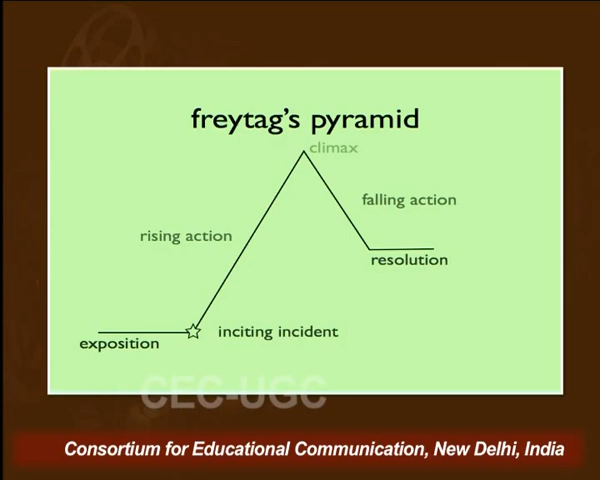 freytag's pyramid
climax
falling action
rising action
resolution
inciting incident
exposition
CEC-UGC
Consortium for Educational Communication, New Delhi, India